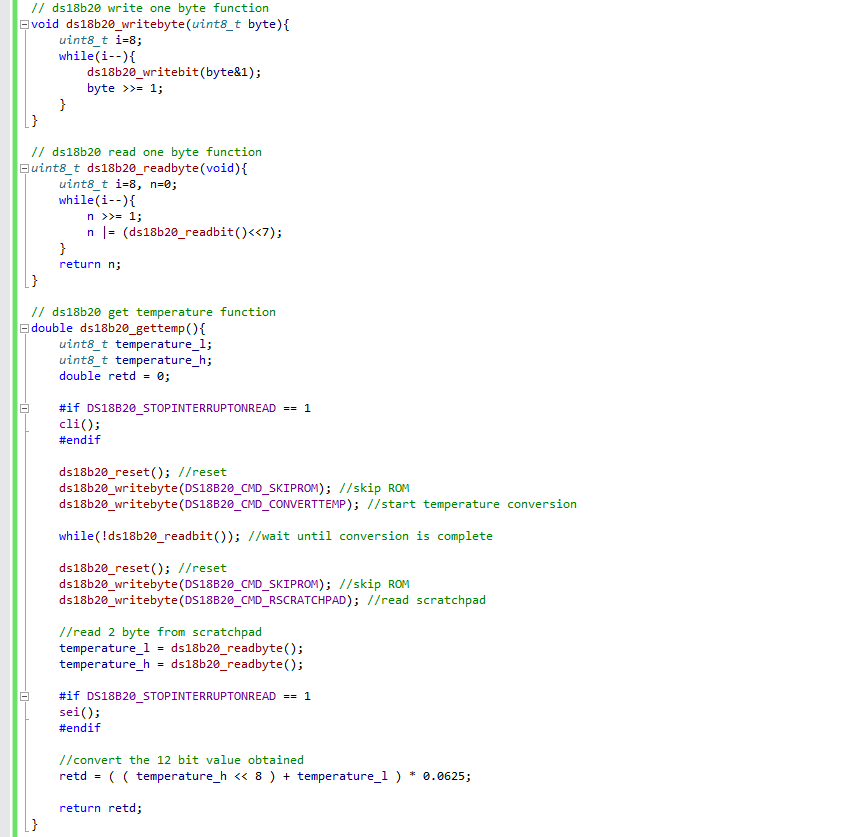 // ds18b20 write one byte function
void ds18b20_writebyte(uint8_t byte){
    uint8_t i=8;
    while(i--){
        ds18b20_writebit(byte&1);
        byte >>= 1;
    }
}

// ds18b20 read one byte function
uint8_t ds18b20_readbyte(void){
    uint8_t i=8, n=0;
    while(i--){
        n >>= 1;
        n |= (ds18b20_readbit()<<7);
    }
    return n;
}

// ds18b20 get temperature function
double ds18b20_gettemp(){
    uint8_t temperature_l;
    uint8_t temperature_h;
    double retd = 0;

    #if DS18B20_STOPINTERRUPTONREAD == 1
    cli();
    #endif

    ds18b20_reset(); //reset
    ds18b20_writebyte(DS18B20_CMD_SKIPROM); //skip ROM
    ds18b20_writebyte(DS18B20_CMD_CONVERTTEMP); //start temperature conversion

    while(!ds18b20_readbit()); //wait until conversion is complete

    ds18b20_reset(); //reset
    ds18b20_writebyte(DS18B20_CMD_SKIPROM); //skip ROM
    ds18b20_writebyte(DS18B20_CMD_RSCRATCHPAD); //read scratchpad

    //read 2 byte from scratchpad
    temperature_l = ds18b20_readbyte();
    temperature_h = ds18b20_readbyte();

    #if DS18B20_STOPINTERRUPTONREAD == 1
    sei();
    #endif

    //convert the 12 bit value obtained
    retd = ( ( temperature_h << 8 ) + temperature_l ) * 0.0625;

    return retd;
}